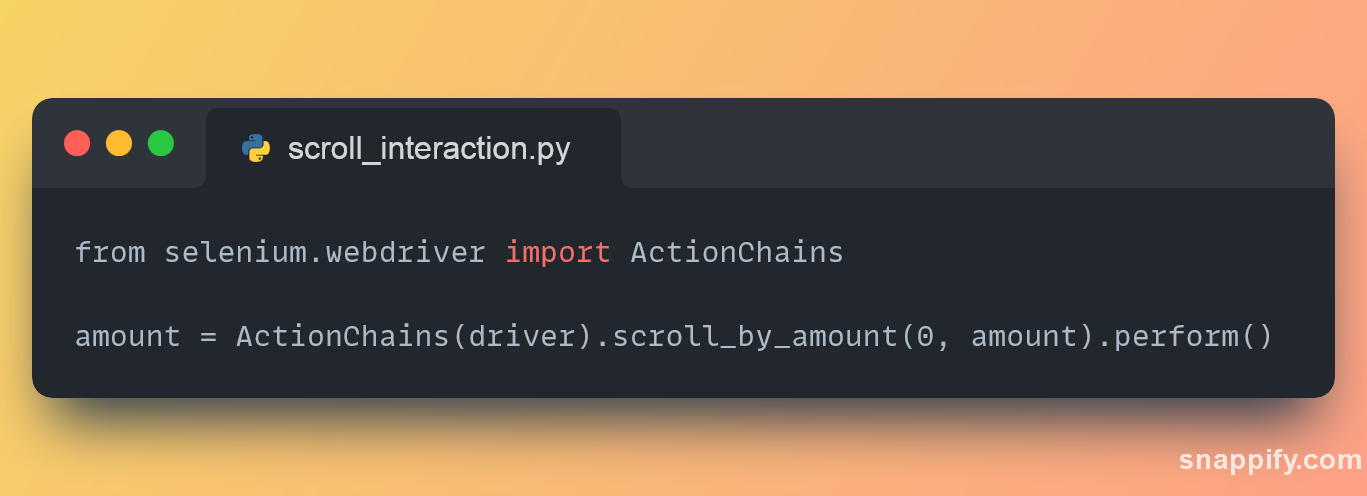 scroll_interaction.py
from selenium.webdriver import ActionChains
amount = ActionChains(driver).scroll_by_amount(0, amount).perform()
snappify.com